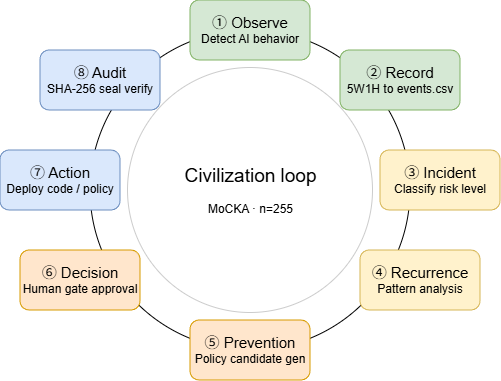 ① Observe
Detect AI behavior
② Record
5W1H to events.csv
③ Incident
Classify risk level
④ Recurrence
Pattern analysis
⑤ Prevention
Policy candidate gen
⑥ Decision
Human gate approval
⑦ Action
Deploy code / policy
⑧ Audit
SHA-256 seal verify
Civilization loop
MoCKA · n=255